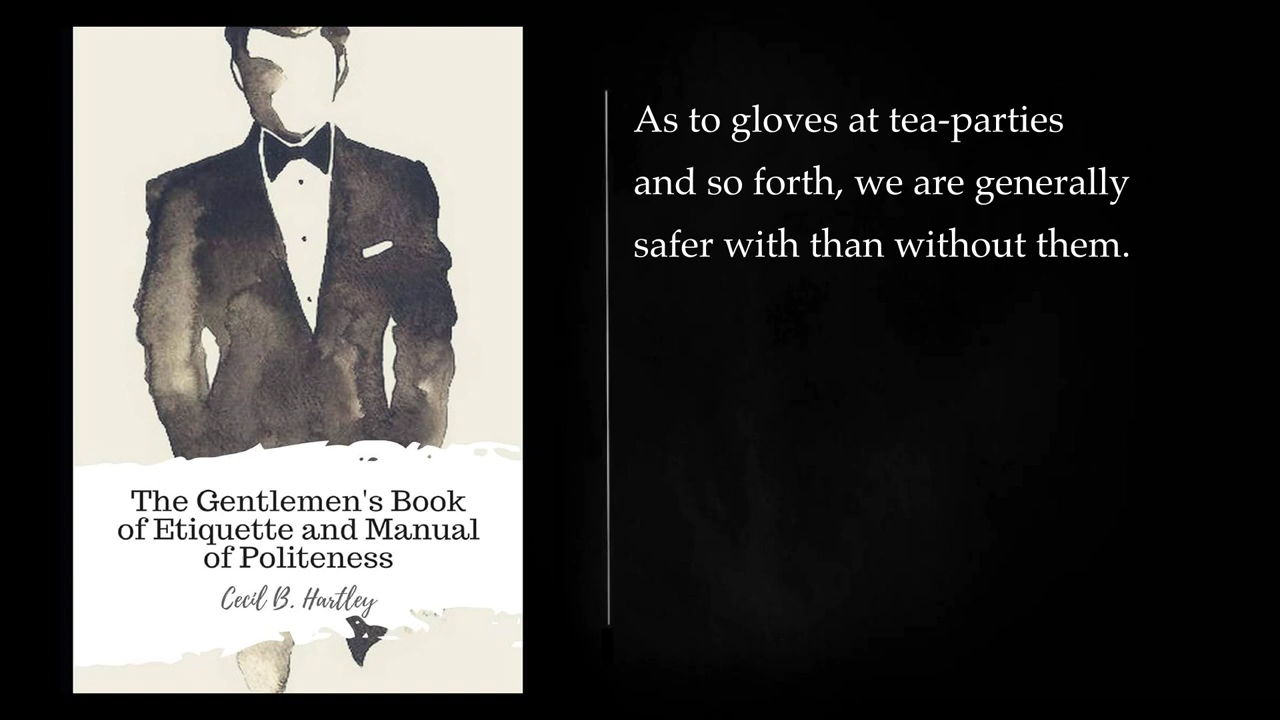 The Gentlemen's Book
of Etiquette and Manual
of Politeness
Cecil B. Hartley
As to gloves at tea-parties
and so forth, we are generally
safer with than without them.